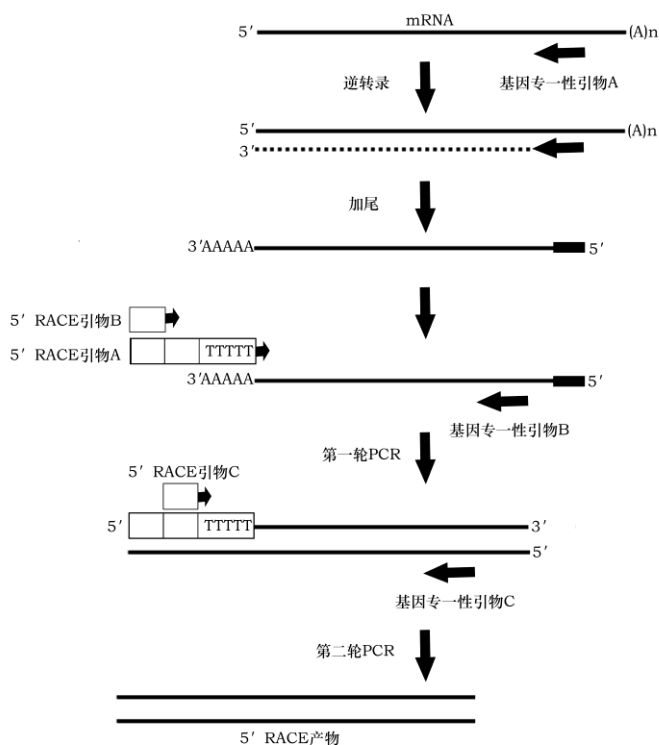 mRNA
5′ (A)n
逆转录 基因专一性引物A
5′ (A)n
3′
加尾
3′AAAAA 5′
5′ RACE引物B
5′ RACE引物A TTTTT
3′AAAAA 5′
基因专一性引物B
第一轮PCR
5′ RACE引物C
5′ TTTTT 3′
5′
基因专一性引物C
第二轮PCR
5′ RACE产物